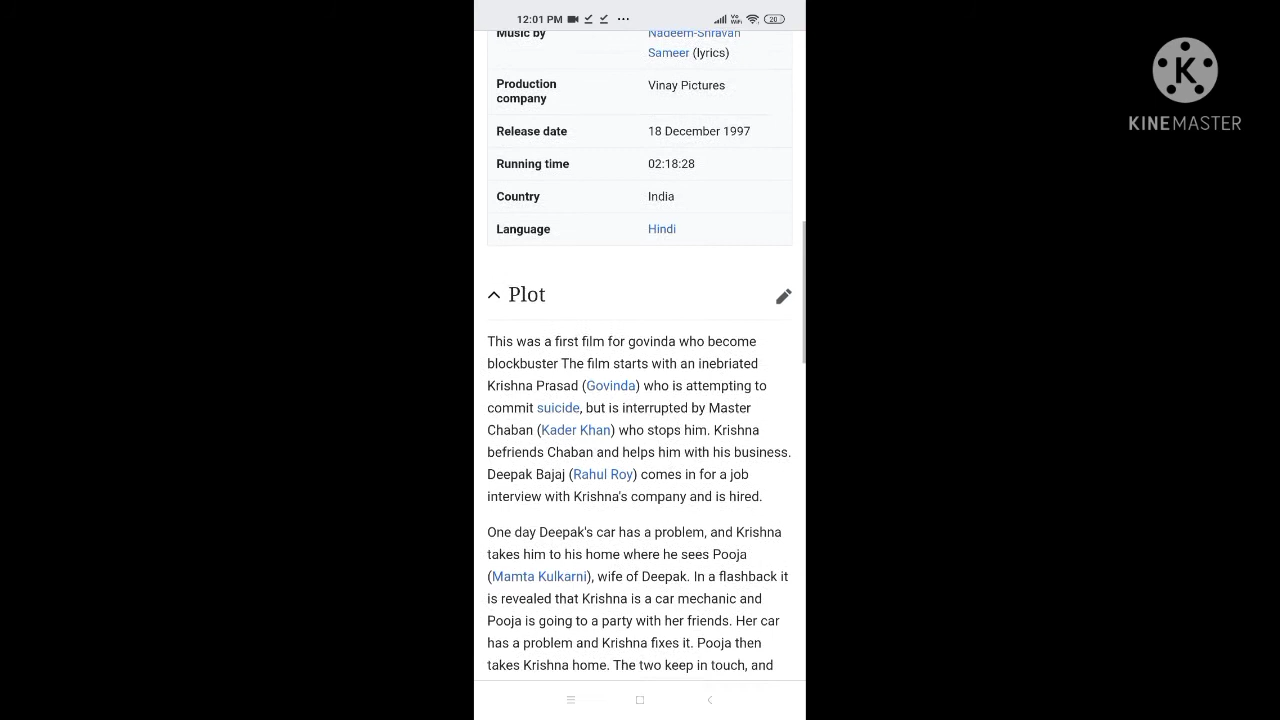 12:01 PM
Vo
WiFi
20
Music by Nadeem-Shravan
Sameer (lyrics)
Production
company
Vinay Pictures
Release date 18 December 1997
Running time 02:18:28
Country India
Language Hindi
Plot
This was a first film for govinda who become
blockbuster The film starts with an inebriated
Krishna Prasad (Govinda) who is attempting to
commit suicide, but is interrupted by Master
Chaban (Kader Khan) who stops him. Krishna
befriends Chaban and helps him with his business.
Deepak Bajaj (Rahul Roy) comes in for a job
interview with Krishna's company and is hired.
One day Deepak's car has a problem, and Krishna
takes him to his home where he sees Pooja
(Mamta Kulkarni), wife of Deepak. In a flashback it
is revealed that Krishna is a car mechanic and
Pooja is going to a party with her friends. Her car
has a problem and Krishna fixes it. Pooja then
takes Krishna home. The two keep in touch, and
K
KINEMASTER